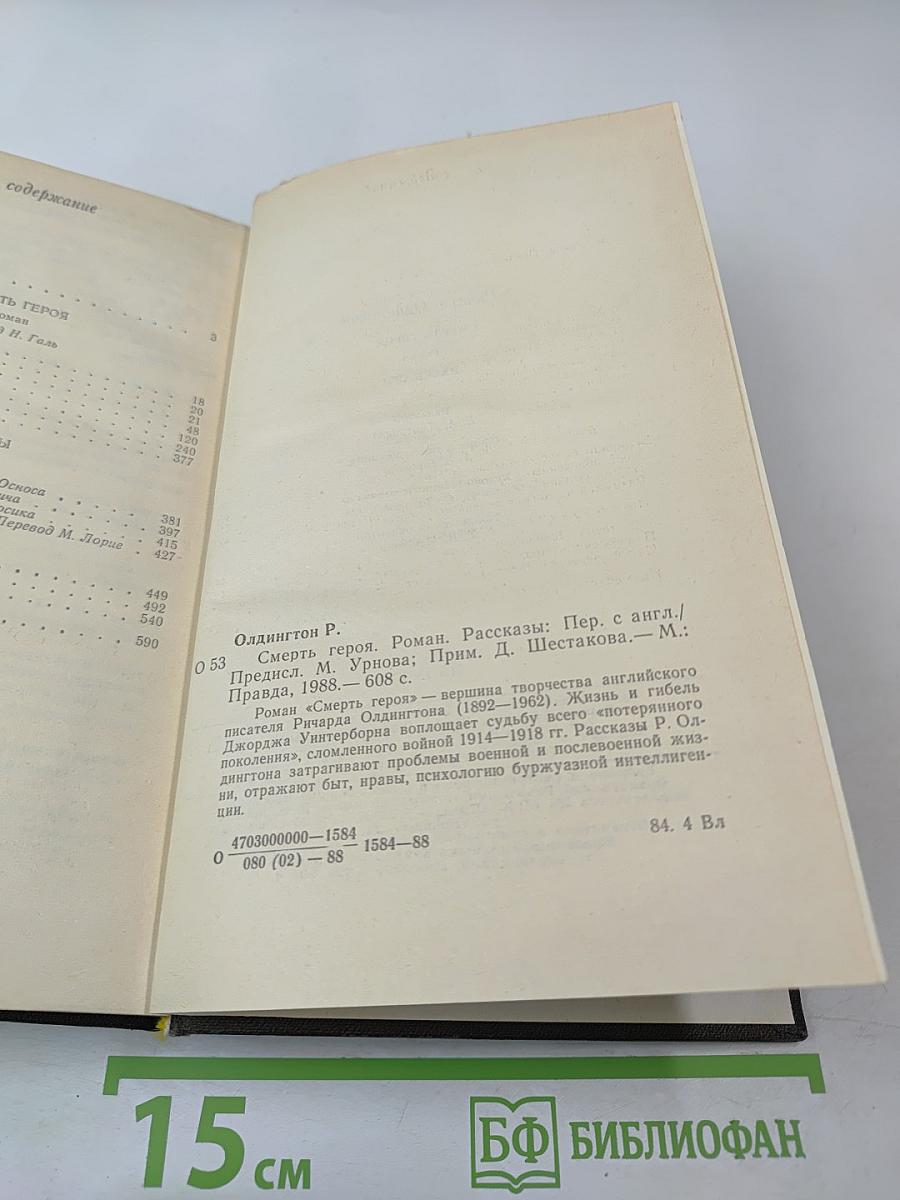 содержание
ТЬ ГЕРОЯ
оман
д Н. Галь
3
18
20
21
48
120
240
377
Ы
Осноса
381
ича
397
рсика
415
Перевод М. Лорие
427
449
492
540
590
Олдингтон Р.
О 53
Смерть героя. Роман. Рассказы: Пер. с англ./
Предисл. М. Урнова; Прим. Д. Шестакова.— М.:
Правда, 1988.— 608 с.
Роман «Смерть героя» — вершина творчества английского
писателя Ричарда Олдингтона (1892—1962). Жизнь и гибель
Джорджа Уинтерборна воплощает судьбу всего «потерянного
поколения», сломленного войной 1914—1918 гг. Рассказы Р. Ол-
дингтона затрагивают проблемы военной и послевоенной жиз-
ни, отражают быт, нравы, психологию буржуазной интеллиген-
ции.
О 4703000000—1584
080 (02) — 88
— 1584—88
84. 4 Вл
15 см
БФ БИБЛИОФАН